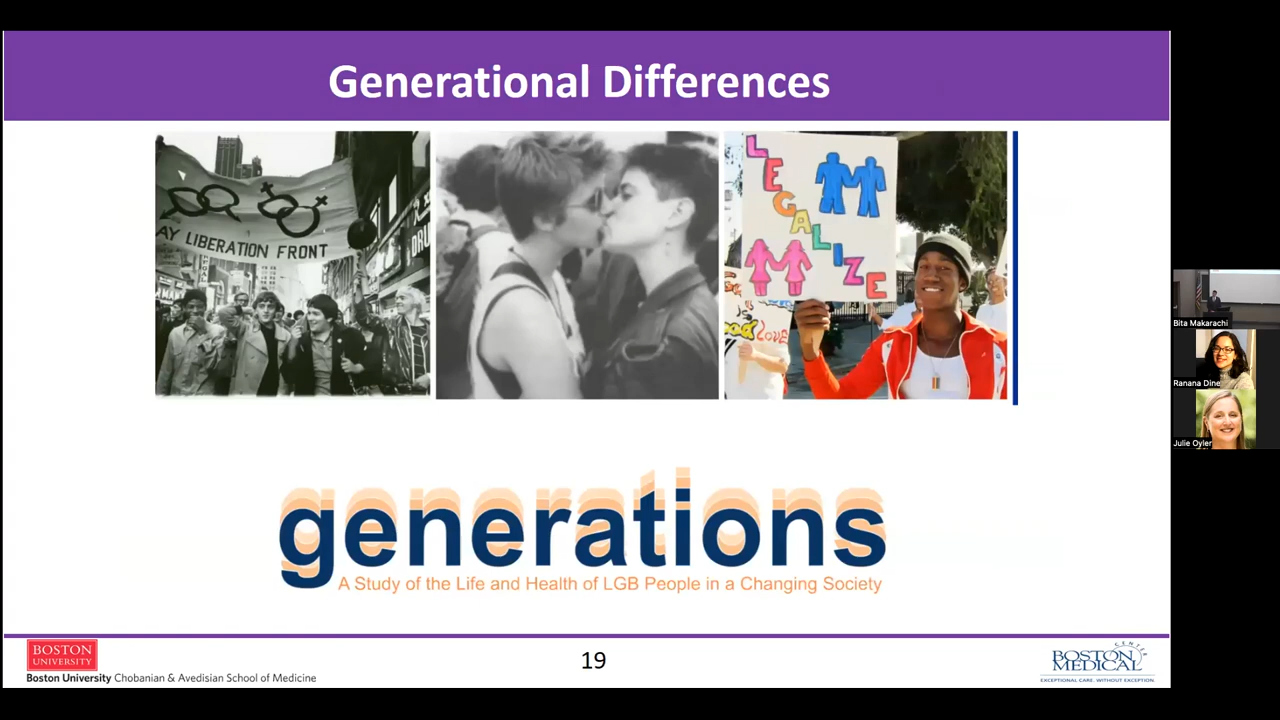 Generational Differences
AY LIBERATION FRONT
LEGALIZE
LOVE
generations
A Study of the Life and Health of LGB People in a Changing Society
BOSTON
UNIVERSITY
Boston University Chobanian & Avedisian School of Medicine
19
BOSTON
MEDICAL
CENTER
EXCEPTIONAL CARE. WITHOUT EXCEPTION.
Bita Makarachi
Ranana Dine
Julie Oyler